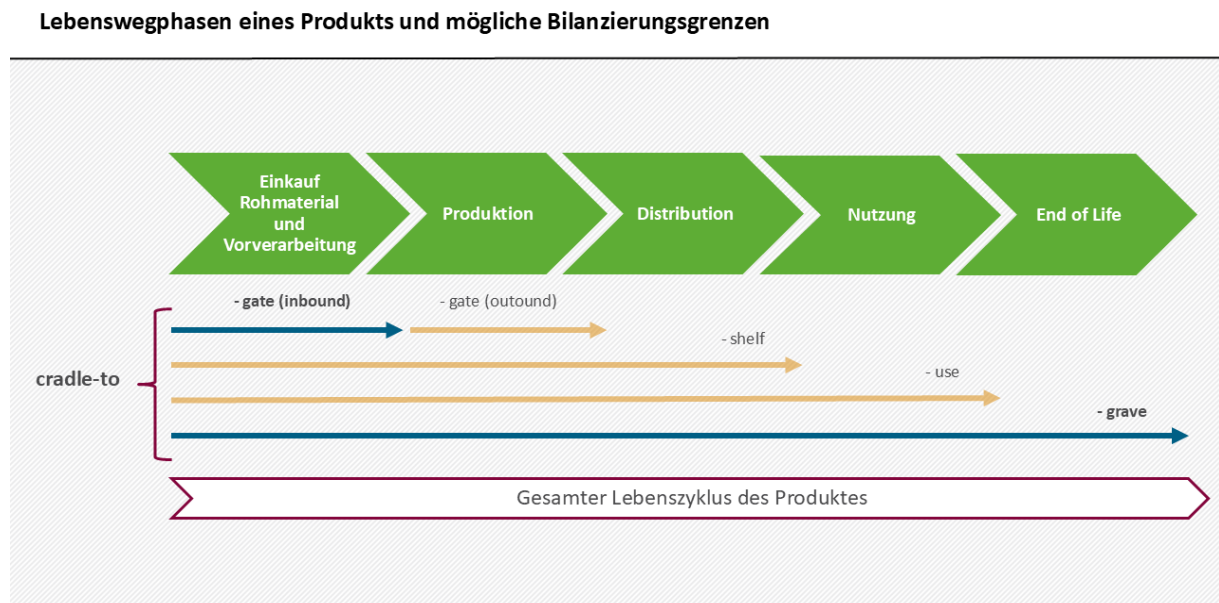 Lebenswegphasen eines Produkts und mögliche Bilanzierungsgrenzen
Einkauf
Rohmaterial
und
Vorverarbeitung
Produktion
Distribution
Nutzung
End of Life
- gate (inbound)
- gate (outound)
- shelf
cradle-to
- use
- grave
Gesamter Lebenszyklus des Produktes